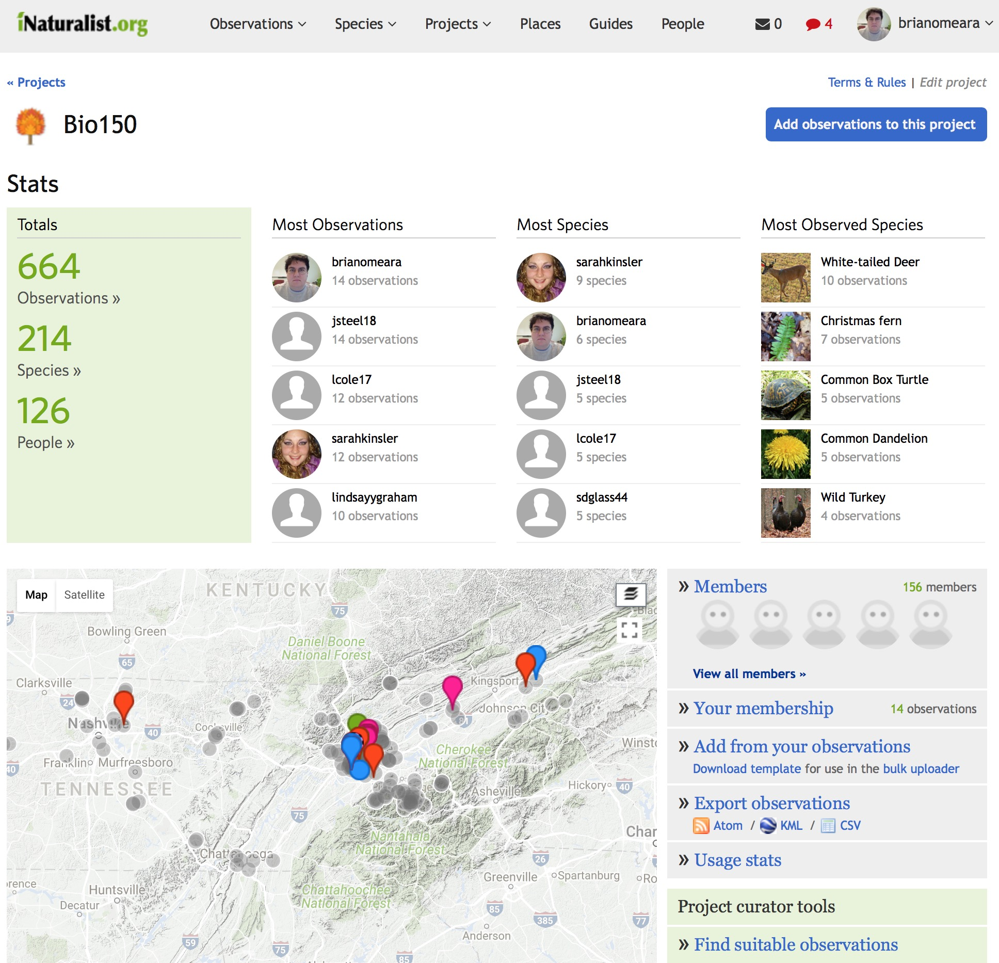 iNaturalist.org
Observations
Species
Projects
Places
Guides
People
0
4
brianomeara
« Projects
Terms & Rules | Edit project
Bio150
Add observations to this project
Stats
Totals
664
Observations »
214
Species »
126
People »
Most Observations
brianomeara
14 observations
jsteel18
14 observations
lcole17
12 observations
sarahkinsler
12 observations
lindsayygraham
10 observations
Most Species
sarahkinsler
9 species
brianomeara
6 species
jsteel18
5 species
lcole17
5 species
sdglass44
5 species
Most Observed Species
White-tailed Deer
10 observations
Christmas fern
7 observations
Common Box Turtle
5 observations
Common Dandelion
5 observations
Wild Turkey
4 observations
Map
Satellite
KENTUCKY
75
Blac
9
Bowling Green
65
Daniel Boone
National Forest
Clarksville
24
Kingsport
Johnson City
81
Nashville
40
Cookeville
Cherokee
National Forest
Winst
Franklin
Murfreesboro
40
TENNESSEE
Asheville
Hickory
40
75
Nantahala
National Forest
Char
Chattanooga
26
Greenville
Spartanburg
Ro
rence
Huntsville
Chattahoochee
National Forest
Decatur
85
385
77
Anderson
59
75
85
» Members
156 members
View all members »
» Your membership
14 observations
» Add from your observations
Download template for use in the bulk uploader
» Export observations
Atom / KML / CSV
» Usage stats
Project curator tools
» Find suitable observations